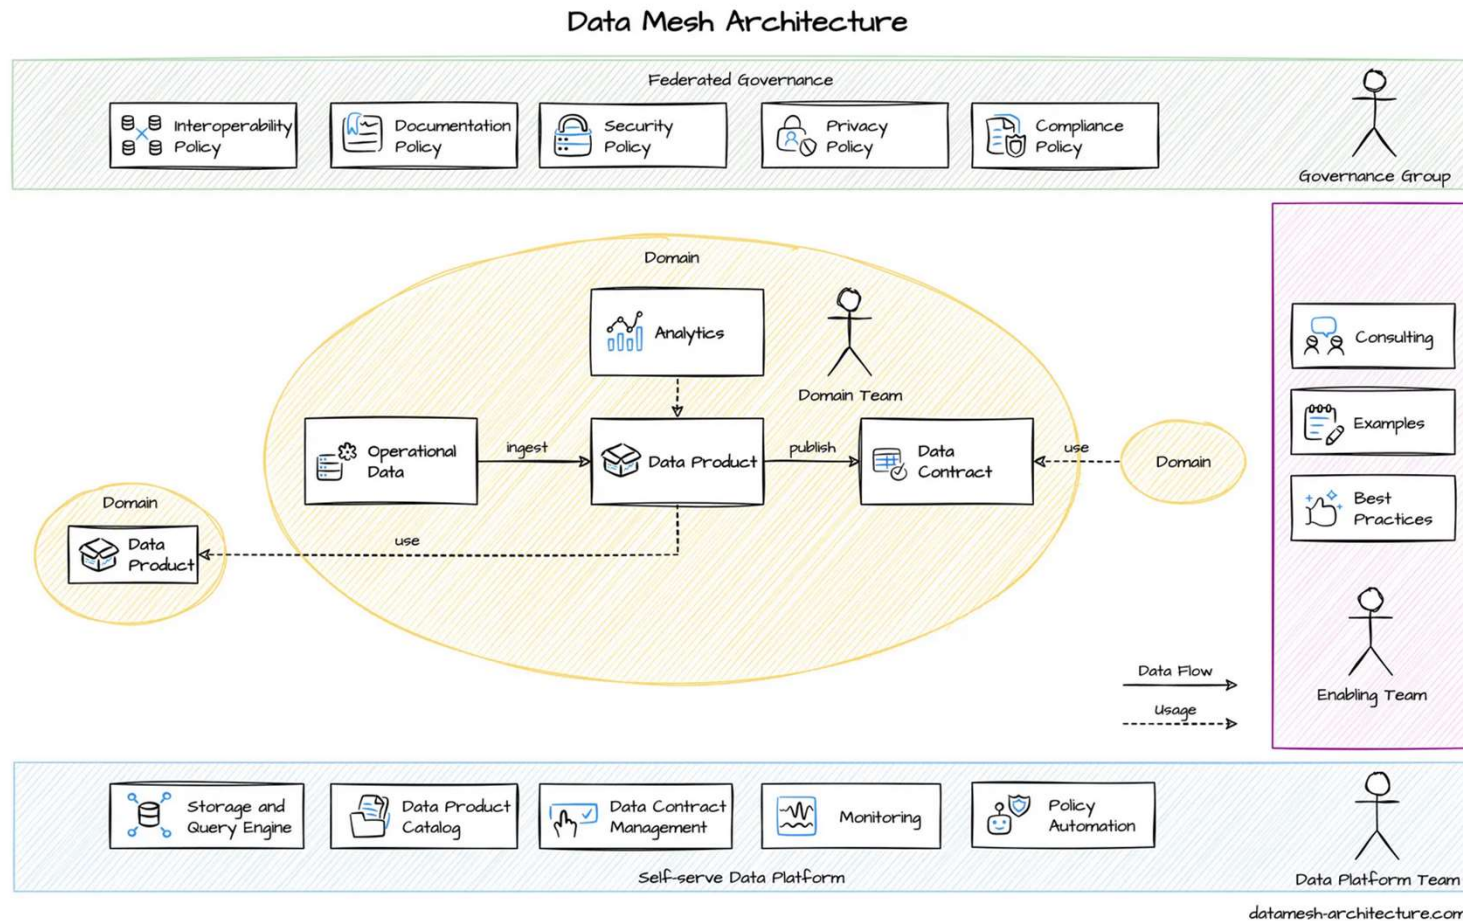 Data Mesh Architecture
Federated Governance
Interoperability
Policy
Documentation
Policy
Security
Policy
Privacy
Policy
Compliance
Policy
Governance Group
Domain
Analytics
Domain Team
Operational
Data
ingest
Data Product
publish
Data
Contract
use
Domain
Domain
Data
Product
use
Consulting
Examples
Best
Practices
Enabling Team
Data Flow
Usage
Storage and
Query Engine
Data Product
Catalog
Data Contract
Management
Monitoring
Policy
Automation
Self-serve Data Platform
Data Platform Team
datamesh-architecture.com